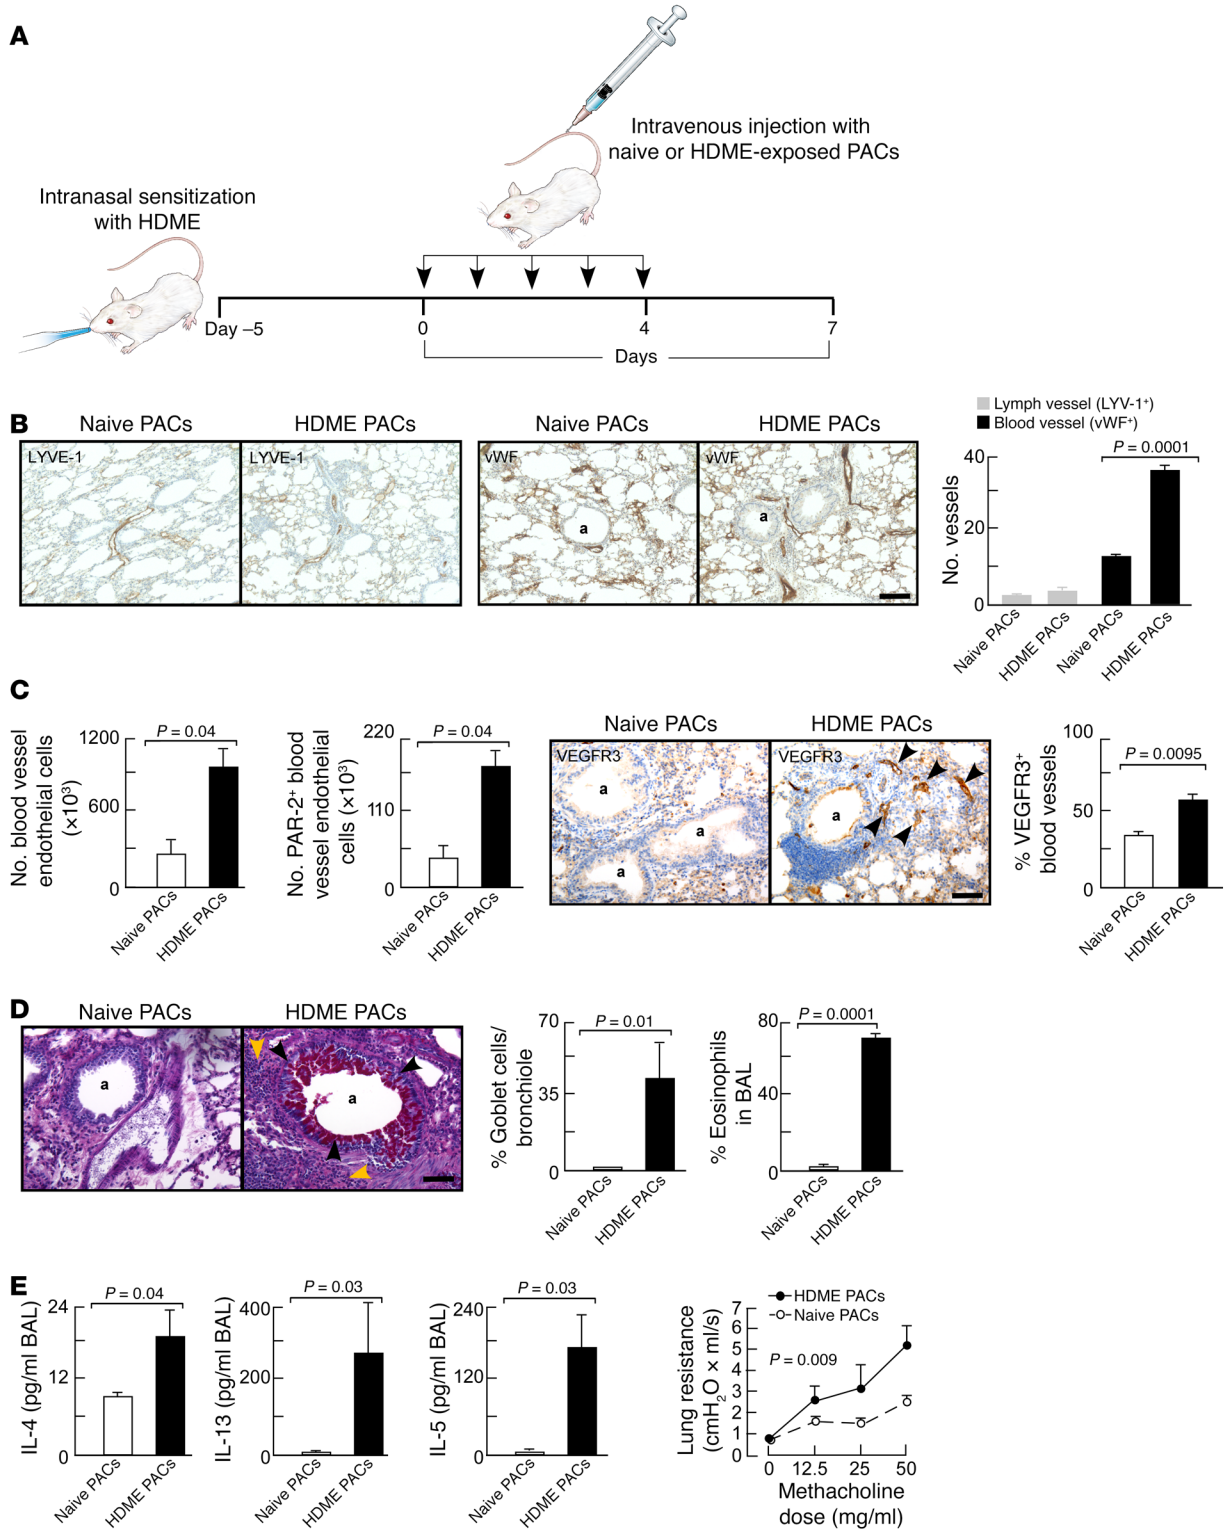 A
Intravenous injection with
naive or HDME-exposed PACs
Intranasal sensitization
with HDME
Day –5
0
4
7
Days
B
Naive PACs
HDME PACs
Naive PACs
HDME PACs
LYVE-1
LYVE-1
vWF
vWF
a
a
Lymph vessel (LYV-1+)
Blood vessel (vWF+)
P = 0.0001
No. vessels
40
20
0
Naive PACs
HDME PACs
Naive PACs
HDME PACs
C
No. blood vessel
endothelial cells
(×10³)
1200
600
0
P = 0.04
Naive PACs
HDME PACs
No. PAR-2+ blood
vessel endothelial
cells (×10³)
220
110
0
P = 0.04
Naive PACs
HDME PACs
Naive PACs
HDME PACs
VEGFR3
VEGFR3
a
a
a
a
% VEGFR3+
blood vessels
100
50
0
P = 0.0095
Naive PACs
HDME PACs
D
Naive PACs
HDME PACs
a
a
% Goblet cells/
bronchiole
70
35
0
P = 0.01
Naive PACs
HDME PACs
% Eosinophils
in BAL
80
40
0
P = 0.0001
Naive PACs
HDME PACs
E
IL-4 (pg/ml BAL)
24
12
0
P = 0.04
Naive PACs
HDME PACs
IL-13 (pg/ml BAL)
400
200
0
P = 0.03
Naive PACs
HDME PACs
IL-5 (pg/ml BAL)
240
120
0
P = 0.03
Naive PACs
HDME PACs
Lung resistance
(cmH₂O × ml/s)
7
6
5
4
3
2
1
0
HDME PACs
Naive PACs
P = 0.009
0
12.5
25
50
Methacholine
dose (mg/ml)